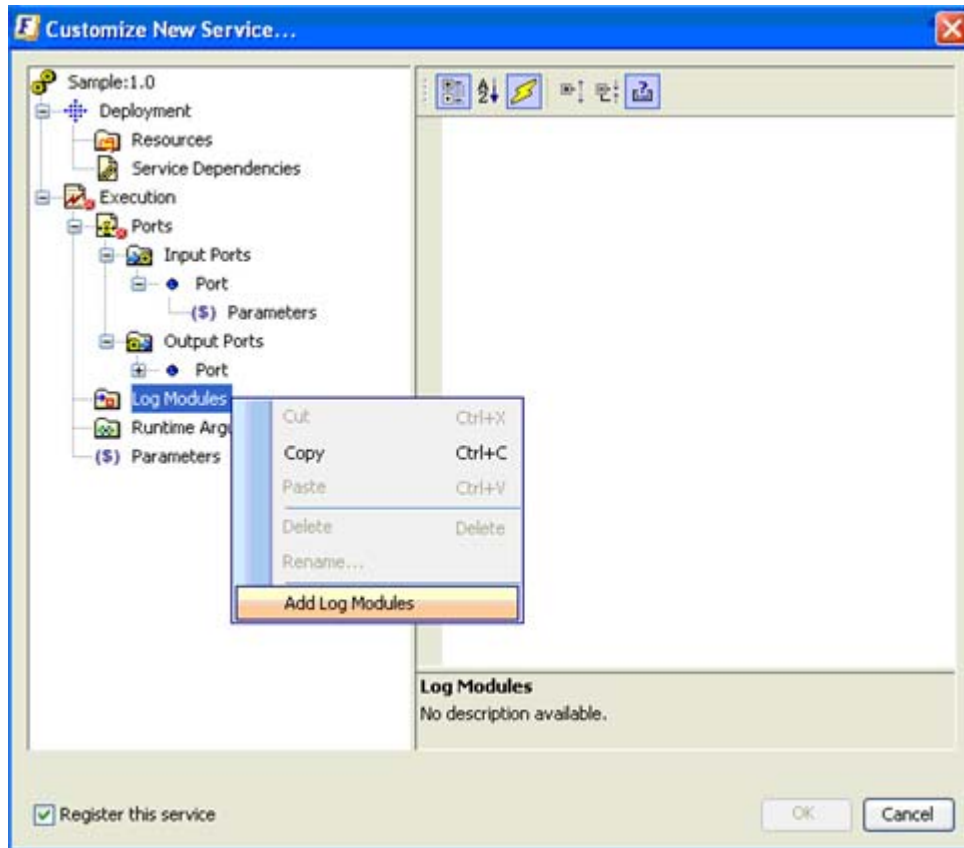 Customize New Service...
Sample:1.0
Deployment
Resources
Service Dependencies
Execution
Ports
Input Ports
Port
($) Parameters
Output Ports
Port
Log Modules
Runtime Argu
($) Parameters
Cut Ctrl+X
Copy Ctrl+C
Paste Ctrl+V
Delete Delete
Rename...
Add Log Modules
Log Modules
No description available.
Register this service
OK
Cancel